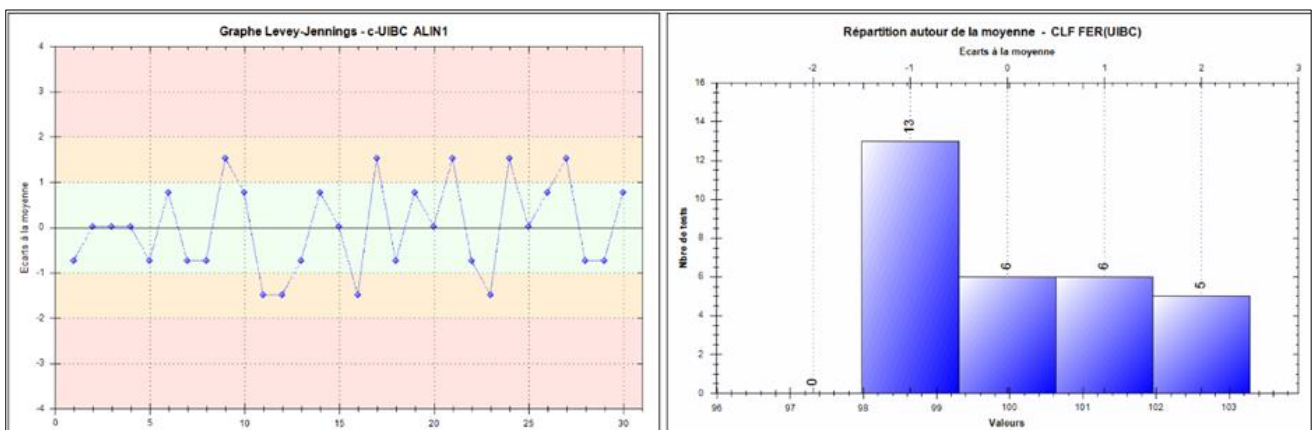 Graphe Levey-Jennings - c-UIBC ALIN1
Ecarts à la moyenne
4
3
2
1
0
-1
-2
-3
-4
0 5 10 15 20 25 30
Répartition autour de la moyenne - CLF FER(UIBC)
Ecarts à la moyenne
-2 -1 0 1 2 3
Nbre de tests
16
14
12
10
8
6
4
2
0
0 13 6 6 5
96 97 98 99 100 101 102 103
Valeurs